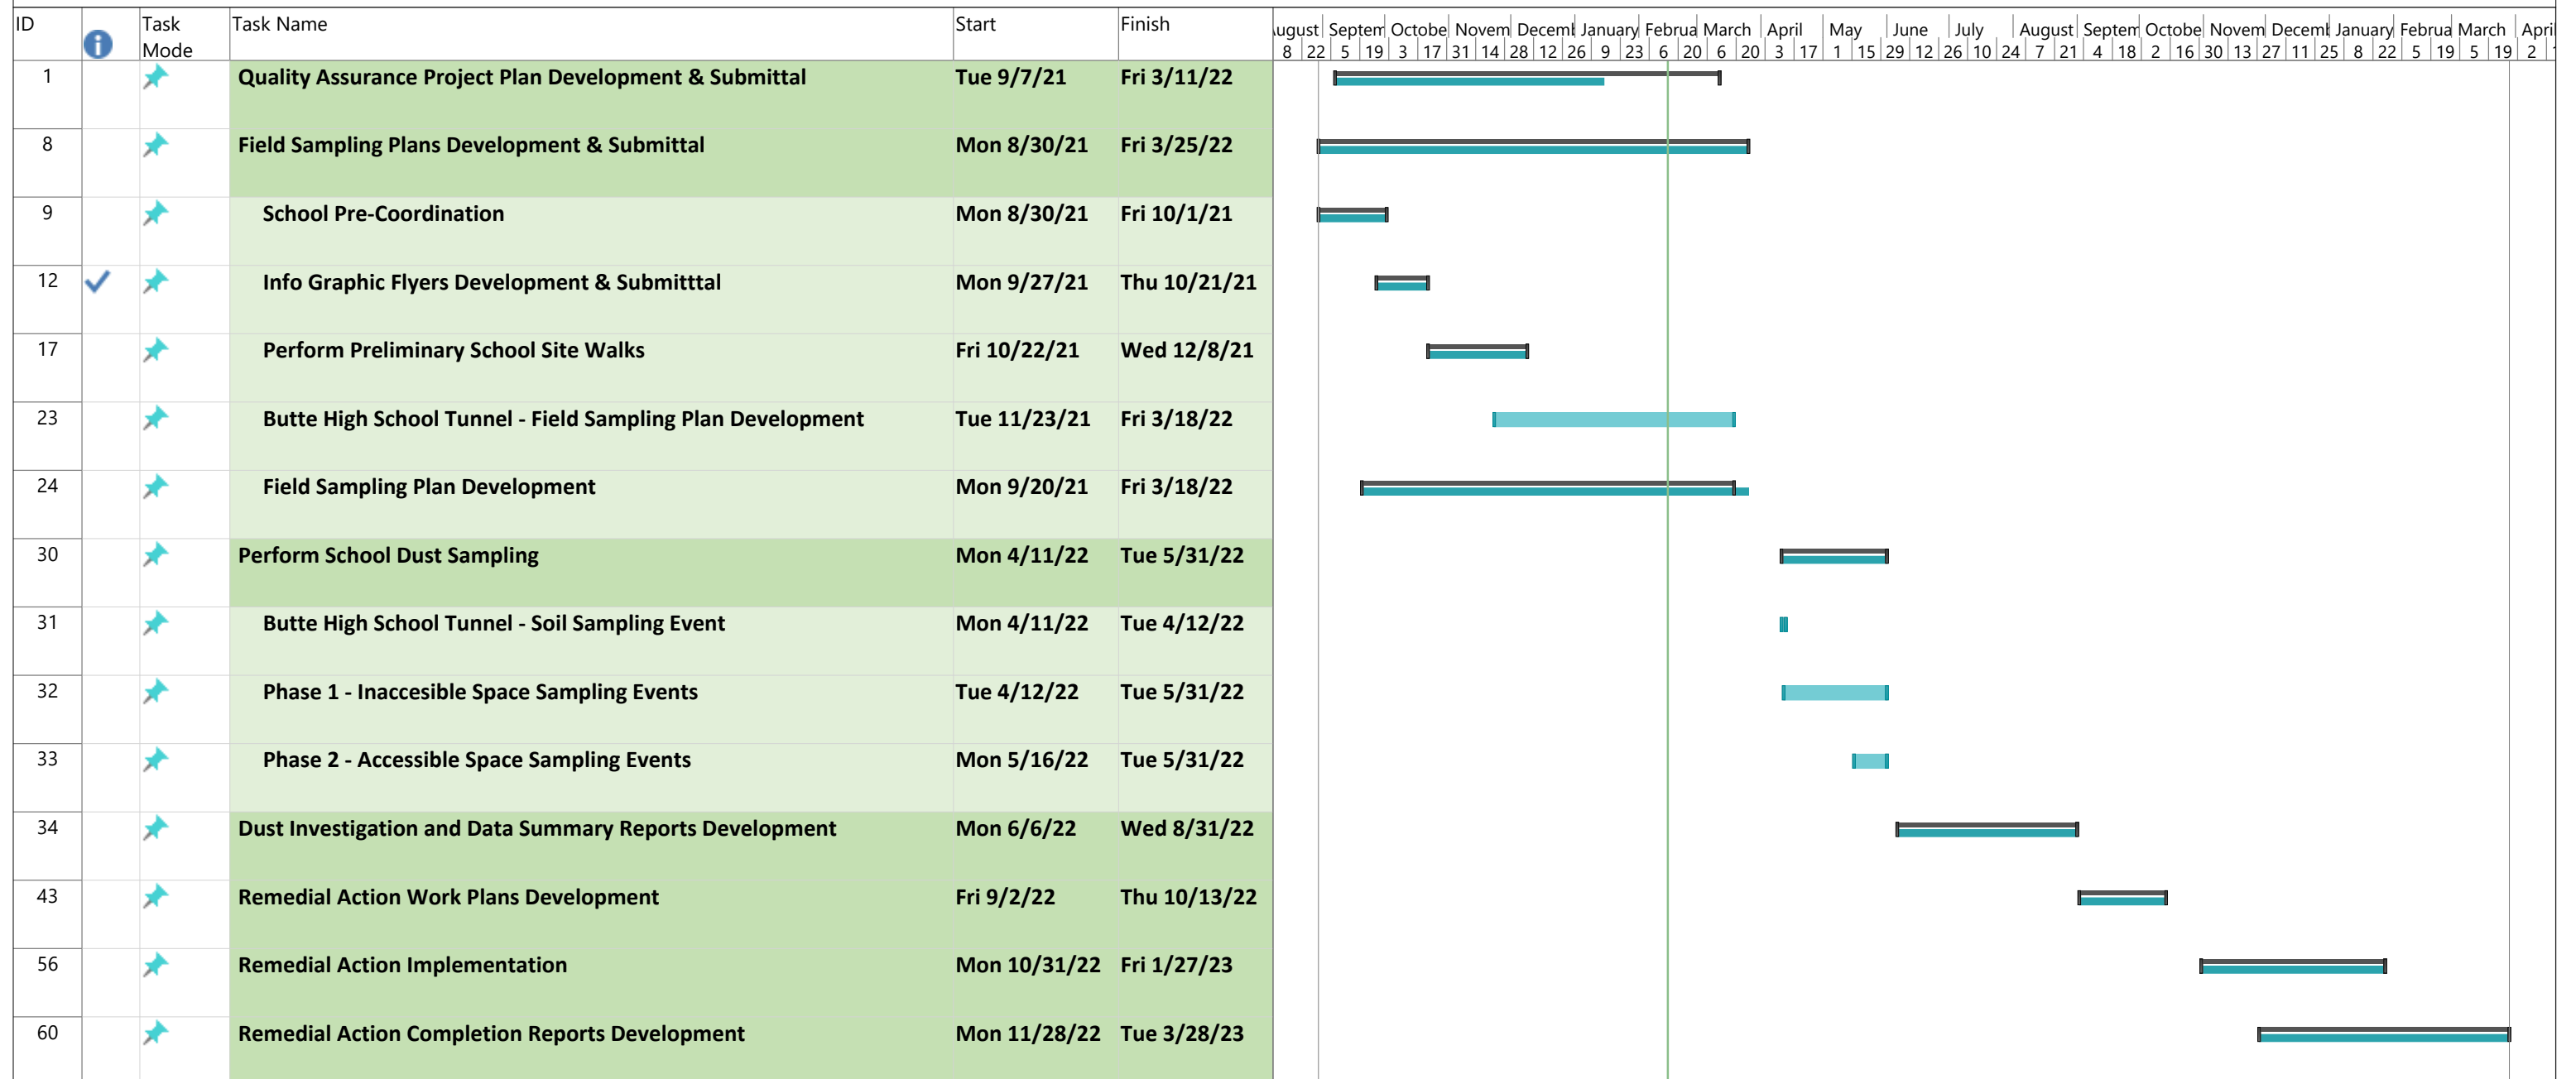 ID Task Mode Task Name Start Finish
August Septem Octobe Novem Decemb January Februa March April May June July August Septem Octobe Novem Decemb January Februa March April
8 22 5 19 3 17 31 14 28 12 26 9 23 6 20 6 20 3 17 1 15 29 12 26 10 24 7 21 4 18 2 16 30 13 27 11 25 8 22 5 19 5 19 2
1 Quality Assurance Project Plan Development & Submittal Tue 9/7/21 Fri 3/11/22
8 Field Sampling Plans Development & Submittal Mon 8/30/21 Fri 3/25/22
9 School Pre-Coordination Mon 8/30/21 Fri 10/1/21
12 Info Graphic Flyers Development & Submitttal Mon 9/27/21 Thu 10/21/21
17 Perform Preliminary School Site Walks Fri 10/22/21 Wed 12/8/21
23 Butte High School Tunnel - Field Sampling Plan Development Tue 11/23/21 Fri 3/18/22
24 Field Sampling Plan Development Mon 9/20/21 Fri 3/18/22
30 Perform School Dust Sampling Mon 4/11/22 Tue 5/31/22
31 Butte High School Tunnel - Soil Sampling Event Mon 4/11/22 Tue 4/12/22
32 Phase 1 - Inaccesible Space Sampling Events Tue 4/12/22 Tue 5/31/22
33 Phase 2 - Accessible Space Sampling Events Mon 5/16/22 Tue 5/31/22
34 Dust Investigation and Data Summary Reports Development Mon 6/6/22 Wed 8/31/22
43 Remedial Action Work Plans Development Fri 9/2/22 Thu 10/13/22
56 Remedial Action Implementation Mon 10/31/22 Fri 1/27/23
60 Remedial Action Completion Reports Development Mon 11/28/22 Tue 3/28/23